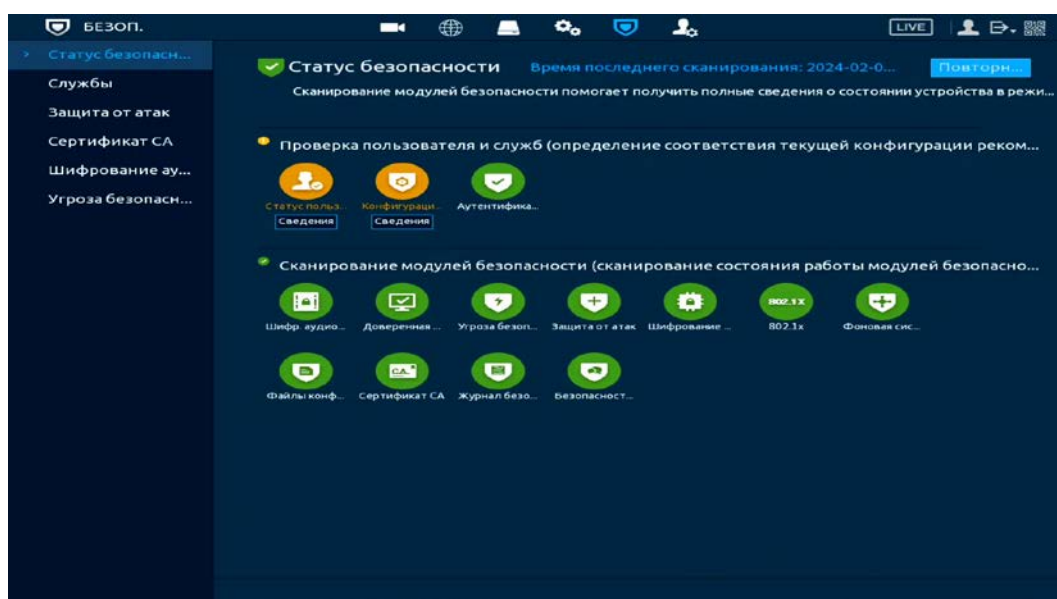 БЕЗОП.
LIVE
Статус безопасн...
Службы
Защита от атак
Сертификат CA
Шифрование ау...
Угроза безопасн...
Статус безопасности
Время последнего сканирования: 2024-02-0...
Повторн...
Сканирование модулей безопасности помогает получить полные сведения о состоянии устройства в режи...
Проверка пользователя и служб (определение соответствия текущей конфигурации реком...
Статус польз...
Конфигураци...
Аутентифика...
Сведения
Сведения
Сканирование модулей безопасности (сканирование состояния работы модулей безопасно...
802.1X
Шифр. аудио...
Доверенная ...
Угроза безоп...
Защита от атак
Шифрование ...
802.1x
Фоновая сис...
CA
Файлы конф...
Сертификат CA
Журнал безо...
Безопасност...